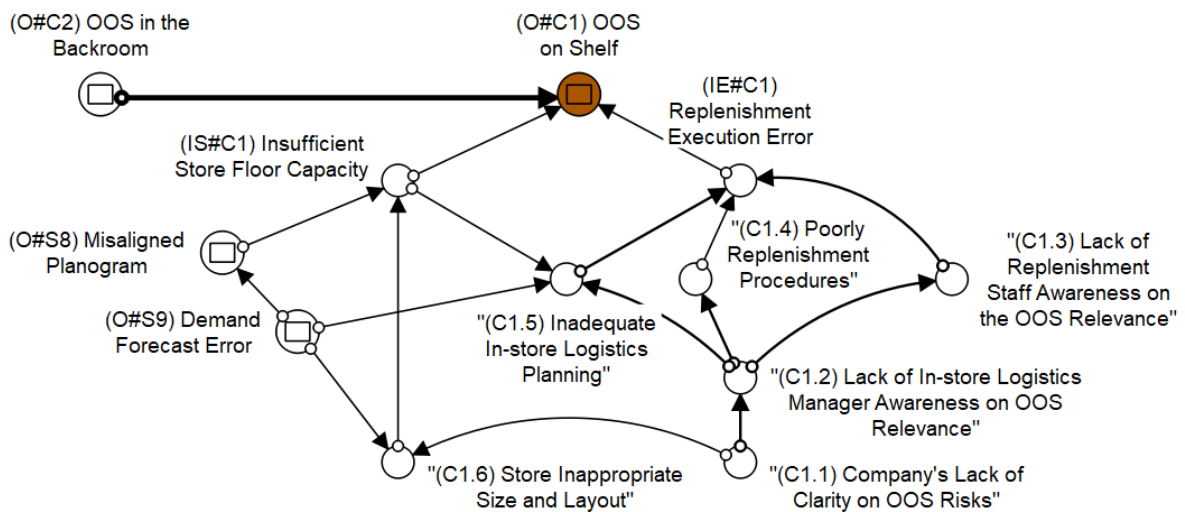 (O#C2) OOS in the
Backroom
(O#C1) OOS
on Shelf
(IE#C1)
Replenishment
Execution Error
(IS#C1) Insufficient
Store Floor Capacity
(O#S8) Misaligned
Planogram
"(C1.4) Poorly
Replenishment
Procedures"
"(C1.3) Lack of
Replenishment
Staff Awareness on
the OOS Relevance"
(O#S9) Demand
Forecast Error
"(C1.5) Inadequate
In-store Logistics
Planning"
"(C1.2) Lack of In-store Logistics
Manager Awareness on OOS
Relevance"
"(C1.6) Store Inappropriate
Size and Layout"
"(C1.1) Company's Lack of
Clarity on OOS Risks"